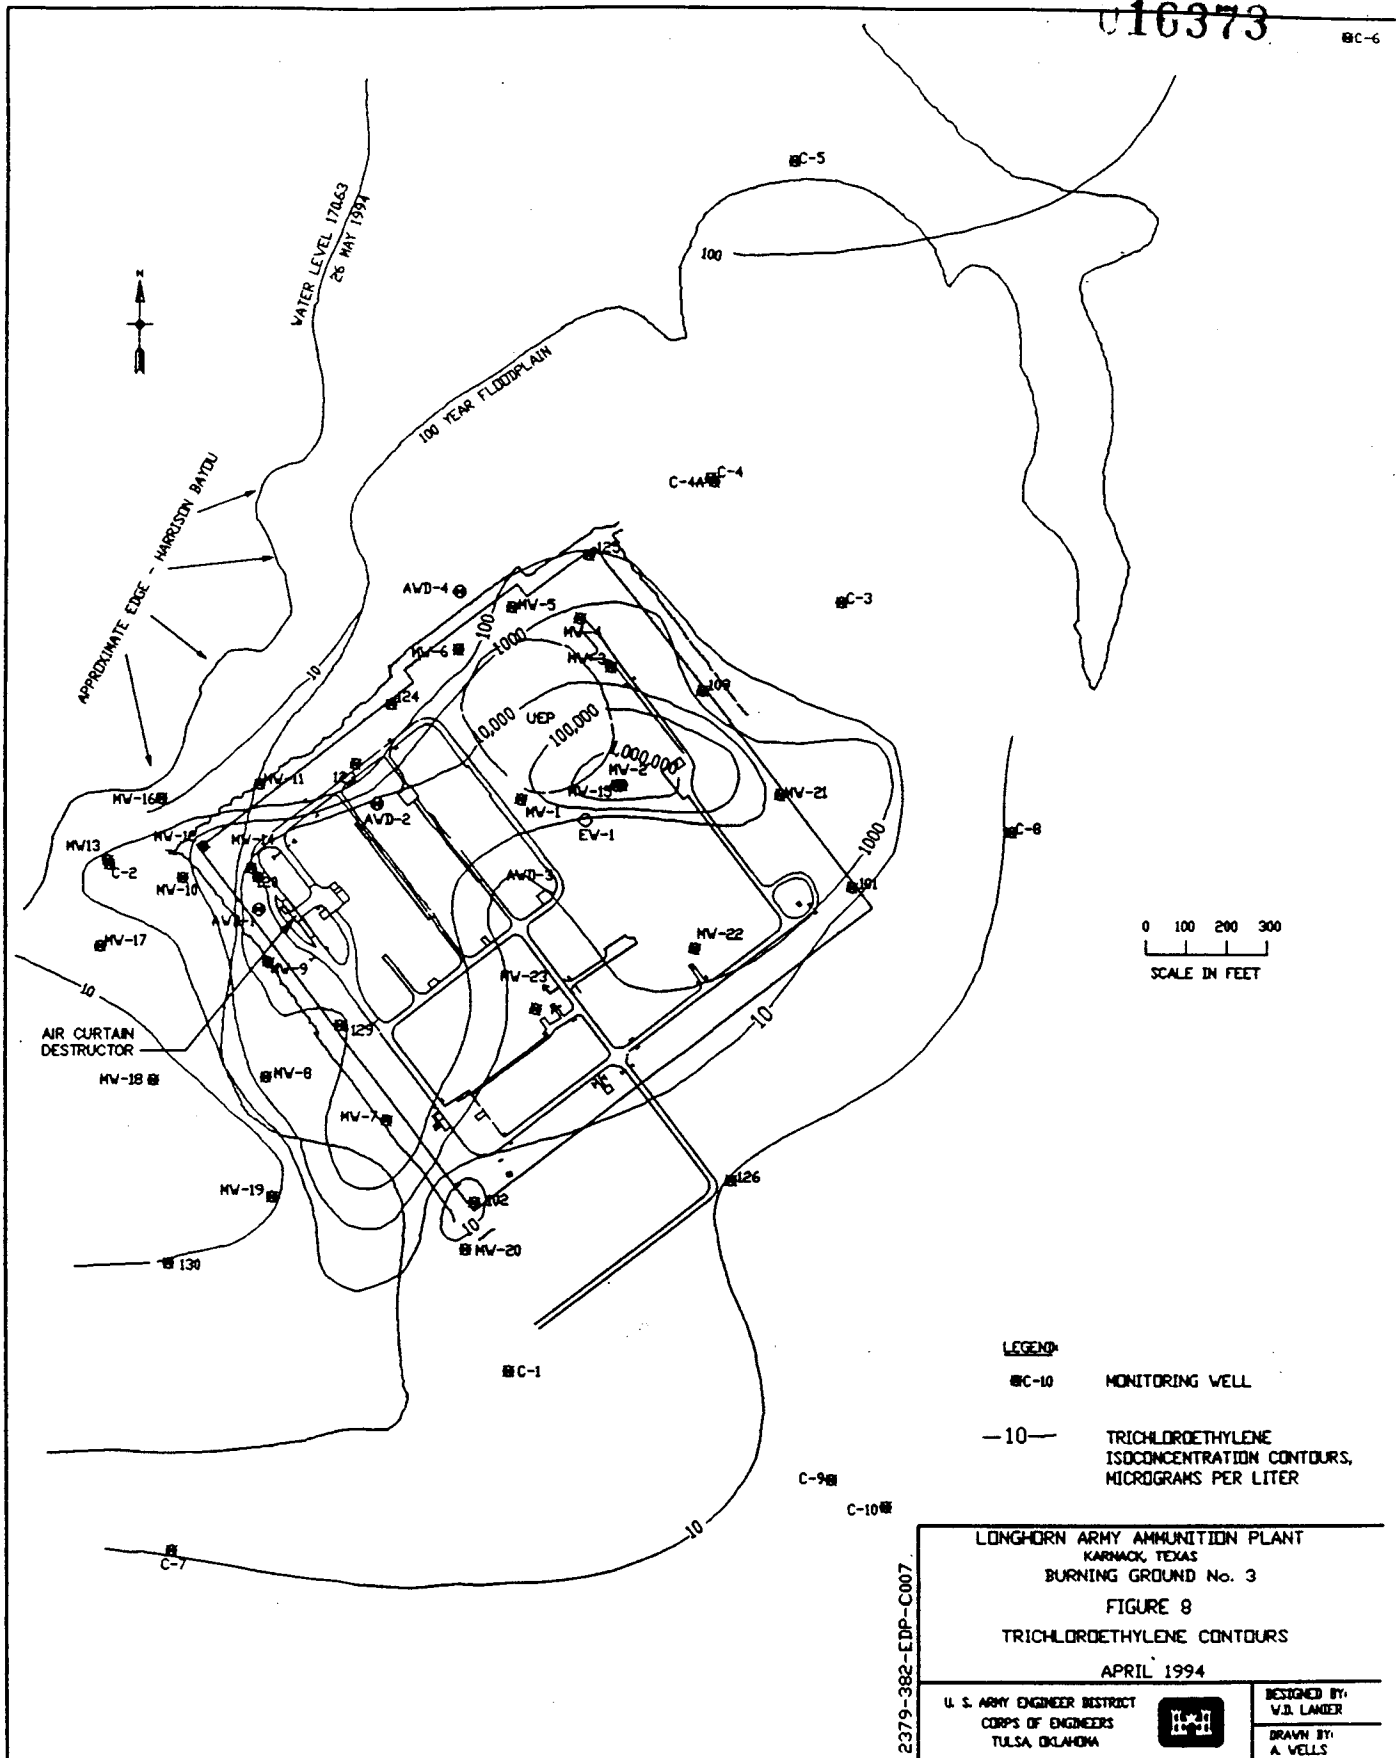 016373
C-6
C-5
WATER LEVEL 170.63
26 MAY 1994
100
N
100 YEAR FLOODPLAIN
C-4
C-4A
APPROXIMATE EDGE - HARRISON BAYOU
125
AWD-4
MW-5
C-3
MW-4
100
1000
MW-6
MW-3
10
109
124
10,000
UEP
100,000
1,000,000
MW-2
123
MW-11
MW-15
MW-16
MW-1
MW-21
AWD-2
EW-1
C-8
1000
MW-14
MW13
C-2
MW-10
120
AWD-3
101
AWD-1
MW-17
MW-22
0 100 200 300
SCALE IN FEET
MW-9
MW-23
10
10
AIR CURTAIN
DESTRUCTOR
129
MW-18
MW-8
MW-7
126
MW-19
102
10
MW-20
130
C-1
LEGEND:
C-10 MONITORING WELL
-10- TRICHLOROETHYLENE
ISOCONCENTRATION CONTOURS,
MICROGRAMS PER LITER
C-9
C-10
10
C-7
2379-382-EDP-C007
LONGHORN ARMY AMMUNITION PLANT
KARNACK, TEXAS
BURNING GROUND No. 3
FIGURE 8
TRICHLOROETHYLENE CONTOURS
APRIL 1994
U. S. ARMY ENGINEER DISTRICT
CORPS OF ENGINEERS
TULSA, OKLAHOMA
DESIGNED BY:
W.D. LANIER
DRAWN BY:
A. WELLS